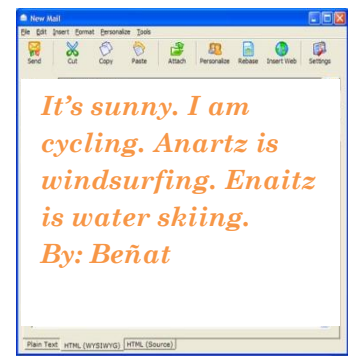 New Mail
File Edit Insert Format Personalize Tools
Send Cut Copy Paste Attach Personalize Rebase Insert Web Settings
It's sunny. I am
cycling. Anartz is
windsurfing. Enaitz
is water skiing.
By: Beñat
Plain Text HTML (WYSIWYG) HTML (Source)